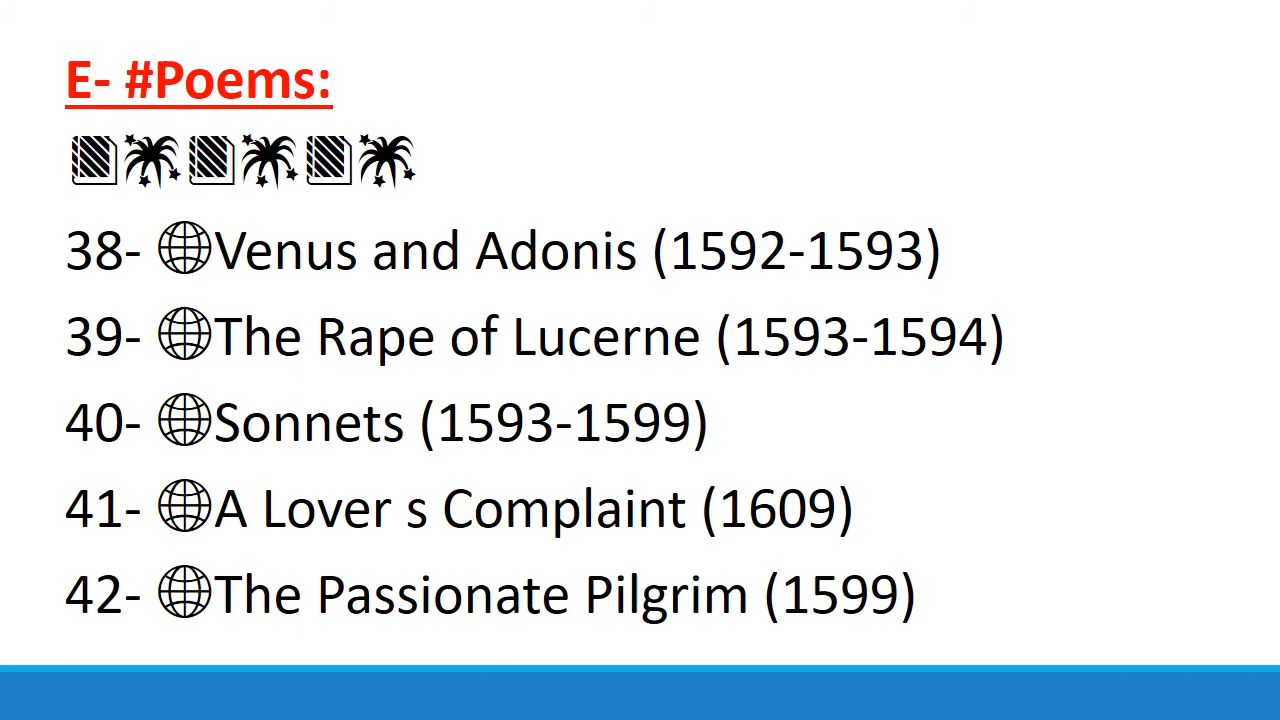 E- #Poems:
38- 🌐Venus and Adonis (1592-1593)
39- 🌐The Rape of Lucerne (1593-1594)
40- 🌐Sonnets (1593-1599)
41- 🌐A Lover s Complaint (1609)
42- 🌐The Passionate Pilgrim (1599)